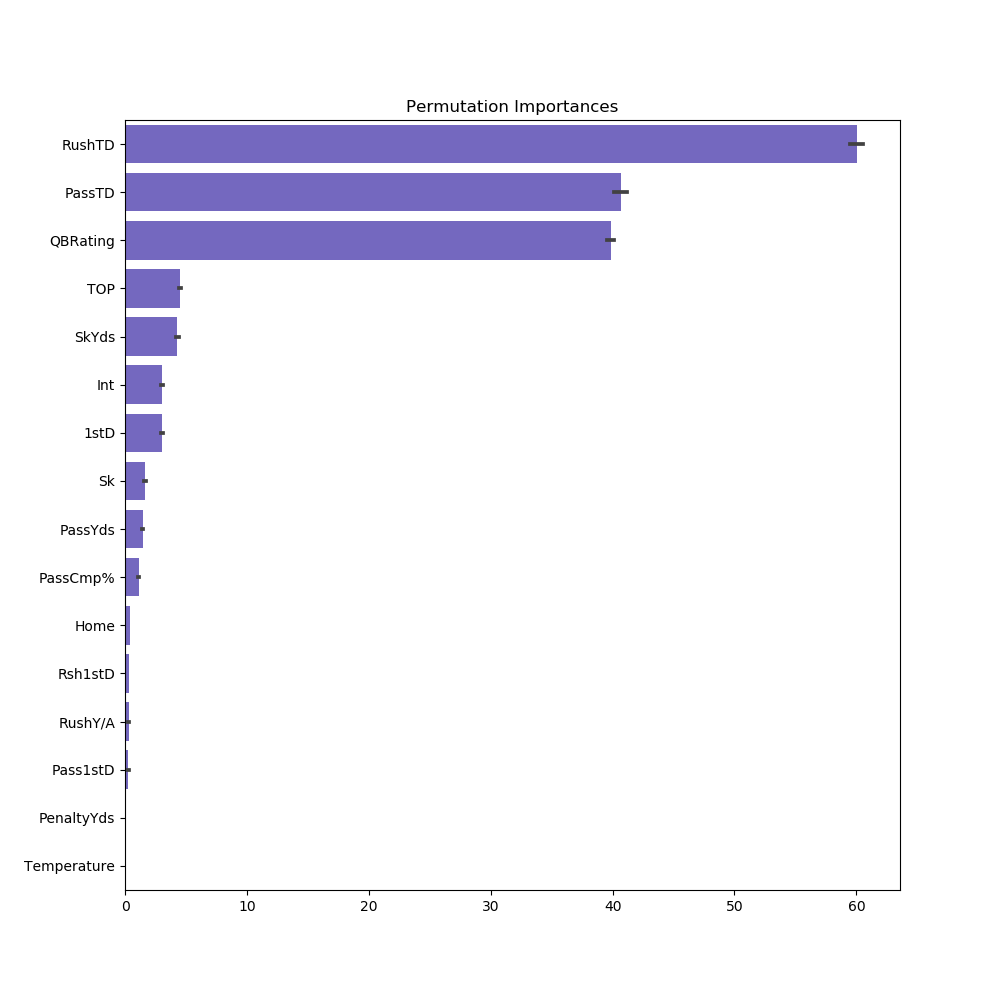 Permutation Importances
RushTD
PassTD
QBRating
TOP
SkYds
Int
1stD
Sk
PassYds
PassCmp%
Home
Rsh1stD
RushY/A
Pass1stD
PenaltyYds
Temperature
0 10 20 30 40 50 60